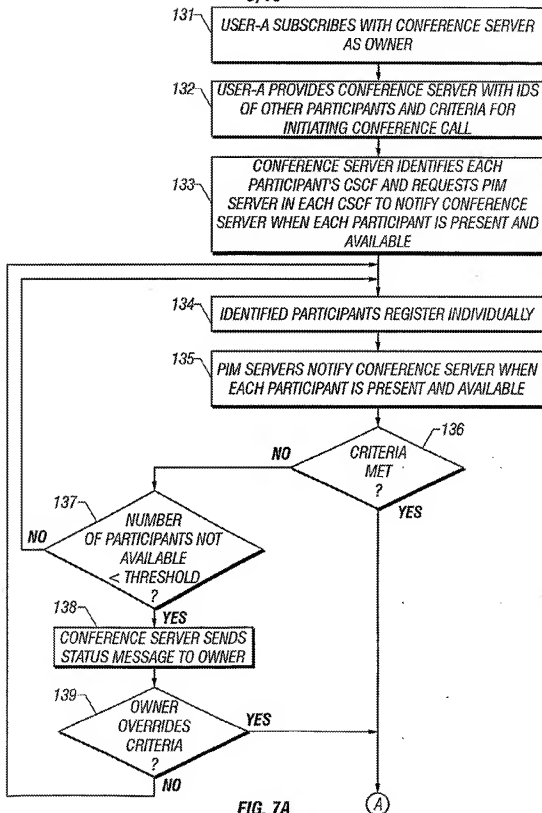 131
USER-A SUBSCRIBES WITH CONFERENCE SERVER
AS OWNER
132
USER-A PROVIDES CONFERENCE SERVER WITH IDS
OF OTHER PARTICIPANTS AND CRITERIA FOR
INITIATING CONFERENCE CALL
133
CONFERENCE SERVER IDENTIFIES EACH
PARTICIPANT'S CSCF AND REQUESTS PIM
SERVER IN EACH CSCF TO NOTIFY CONFERENCE
SERVER WHEN EACH PARTICIPANT IS PRESENT AND
AVAILABLE
134
IDENTIFIED PARTICIPANTS REGISTER INDIVIDUALLY
135
PIM SERVERS NOTIFY CONFERENCE SERVER WHEN
EACH PARTICIPANT IS PRESENT AND AVAILABLE
136
NO
CRITERIA
MET
?
YES
137
NO
NUMBER
OF PARTICIPANTS NOT
AVAILABLE
< THRESHOLD
?
YES
138
CONFERENCE SERVER SENDS
STATUS MESSAGE TO OWNER
139
OWNER
OVERRIDES
CRITERIA
?
YES
NO
FIG. 7A
A